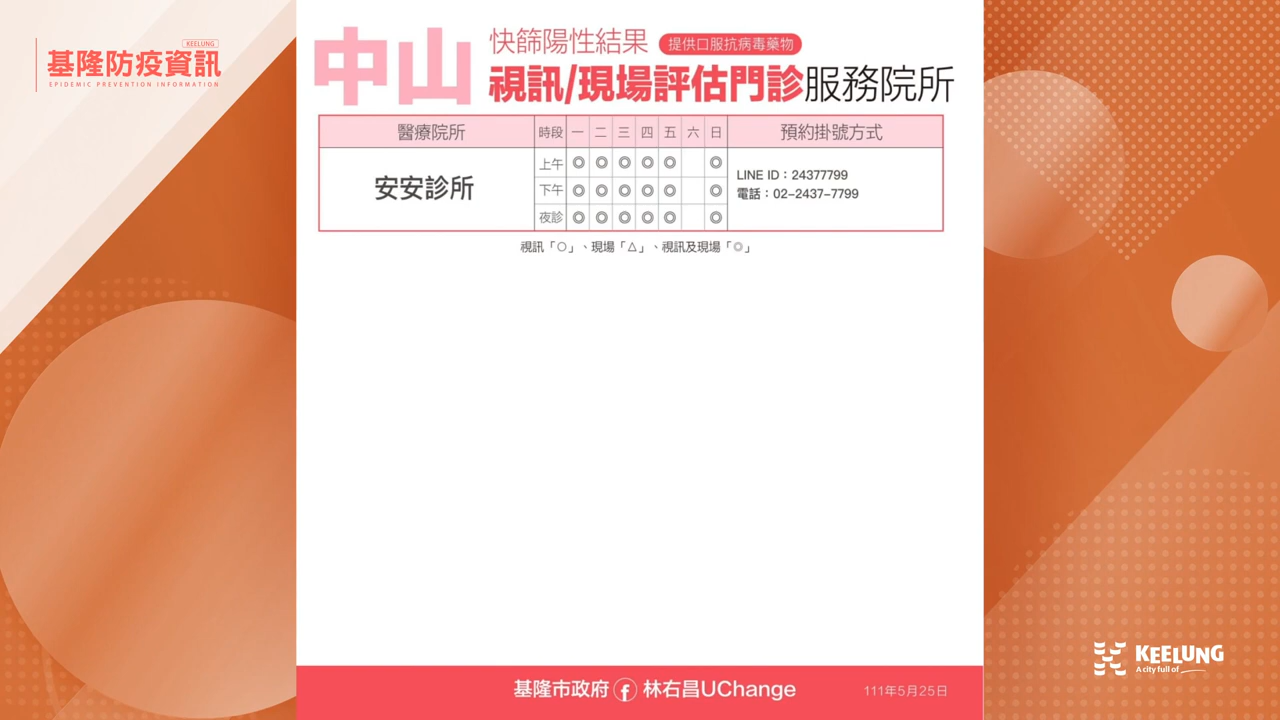 KEELUNG
基隆防疫資訊
EPIDEMIC PREVENTION INFORMATION
中山
快篩陽性結果 提供口服抗病毒藥物
視訊/現場評估門診服務院所
醫療院所 時段 一 二 三 四 五 六 日 預約掛號方式
安安診所
上午 ◎ ◎ ◎ ◎ ◎ ◎
下午 ◎ ◎ ◎ ◎ ◎ ◎
夜診 ◎ ◎ ◎ ◎ ◎ ◎
LINE ID:24377799
電話:02-2437-7799
視訊「○」、現場「△」、視訊及現場「◎」
基隆市政府 f 林右昌UChange
111年5月25日
KEELUNG
A city full of